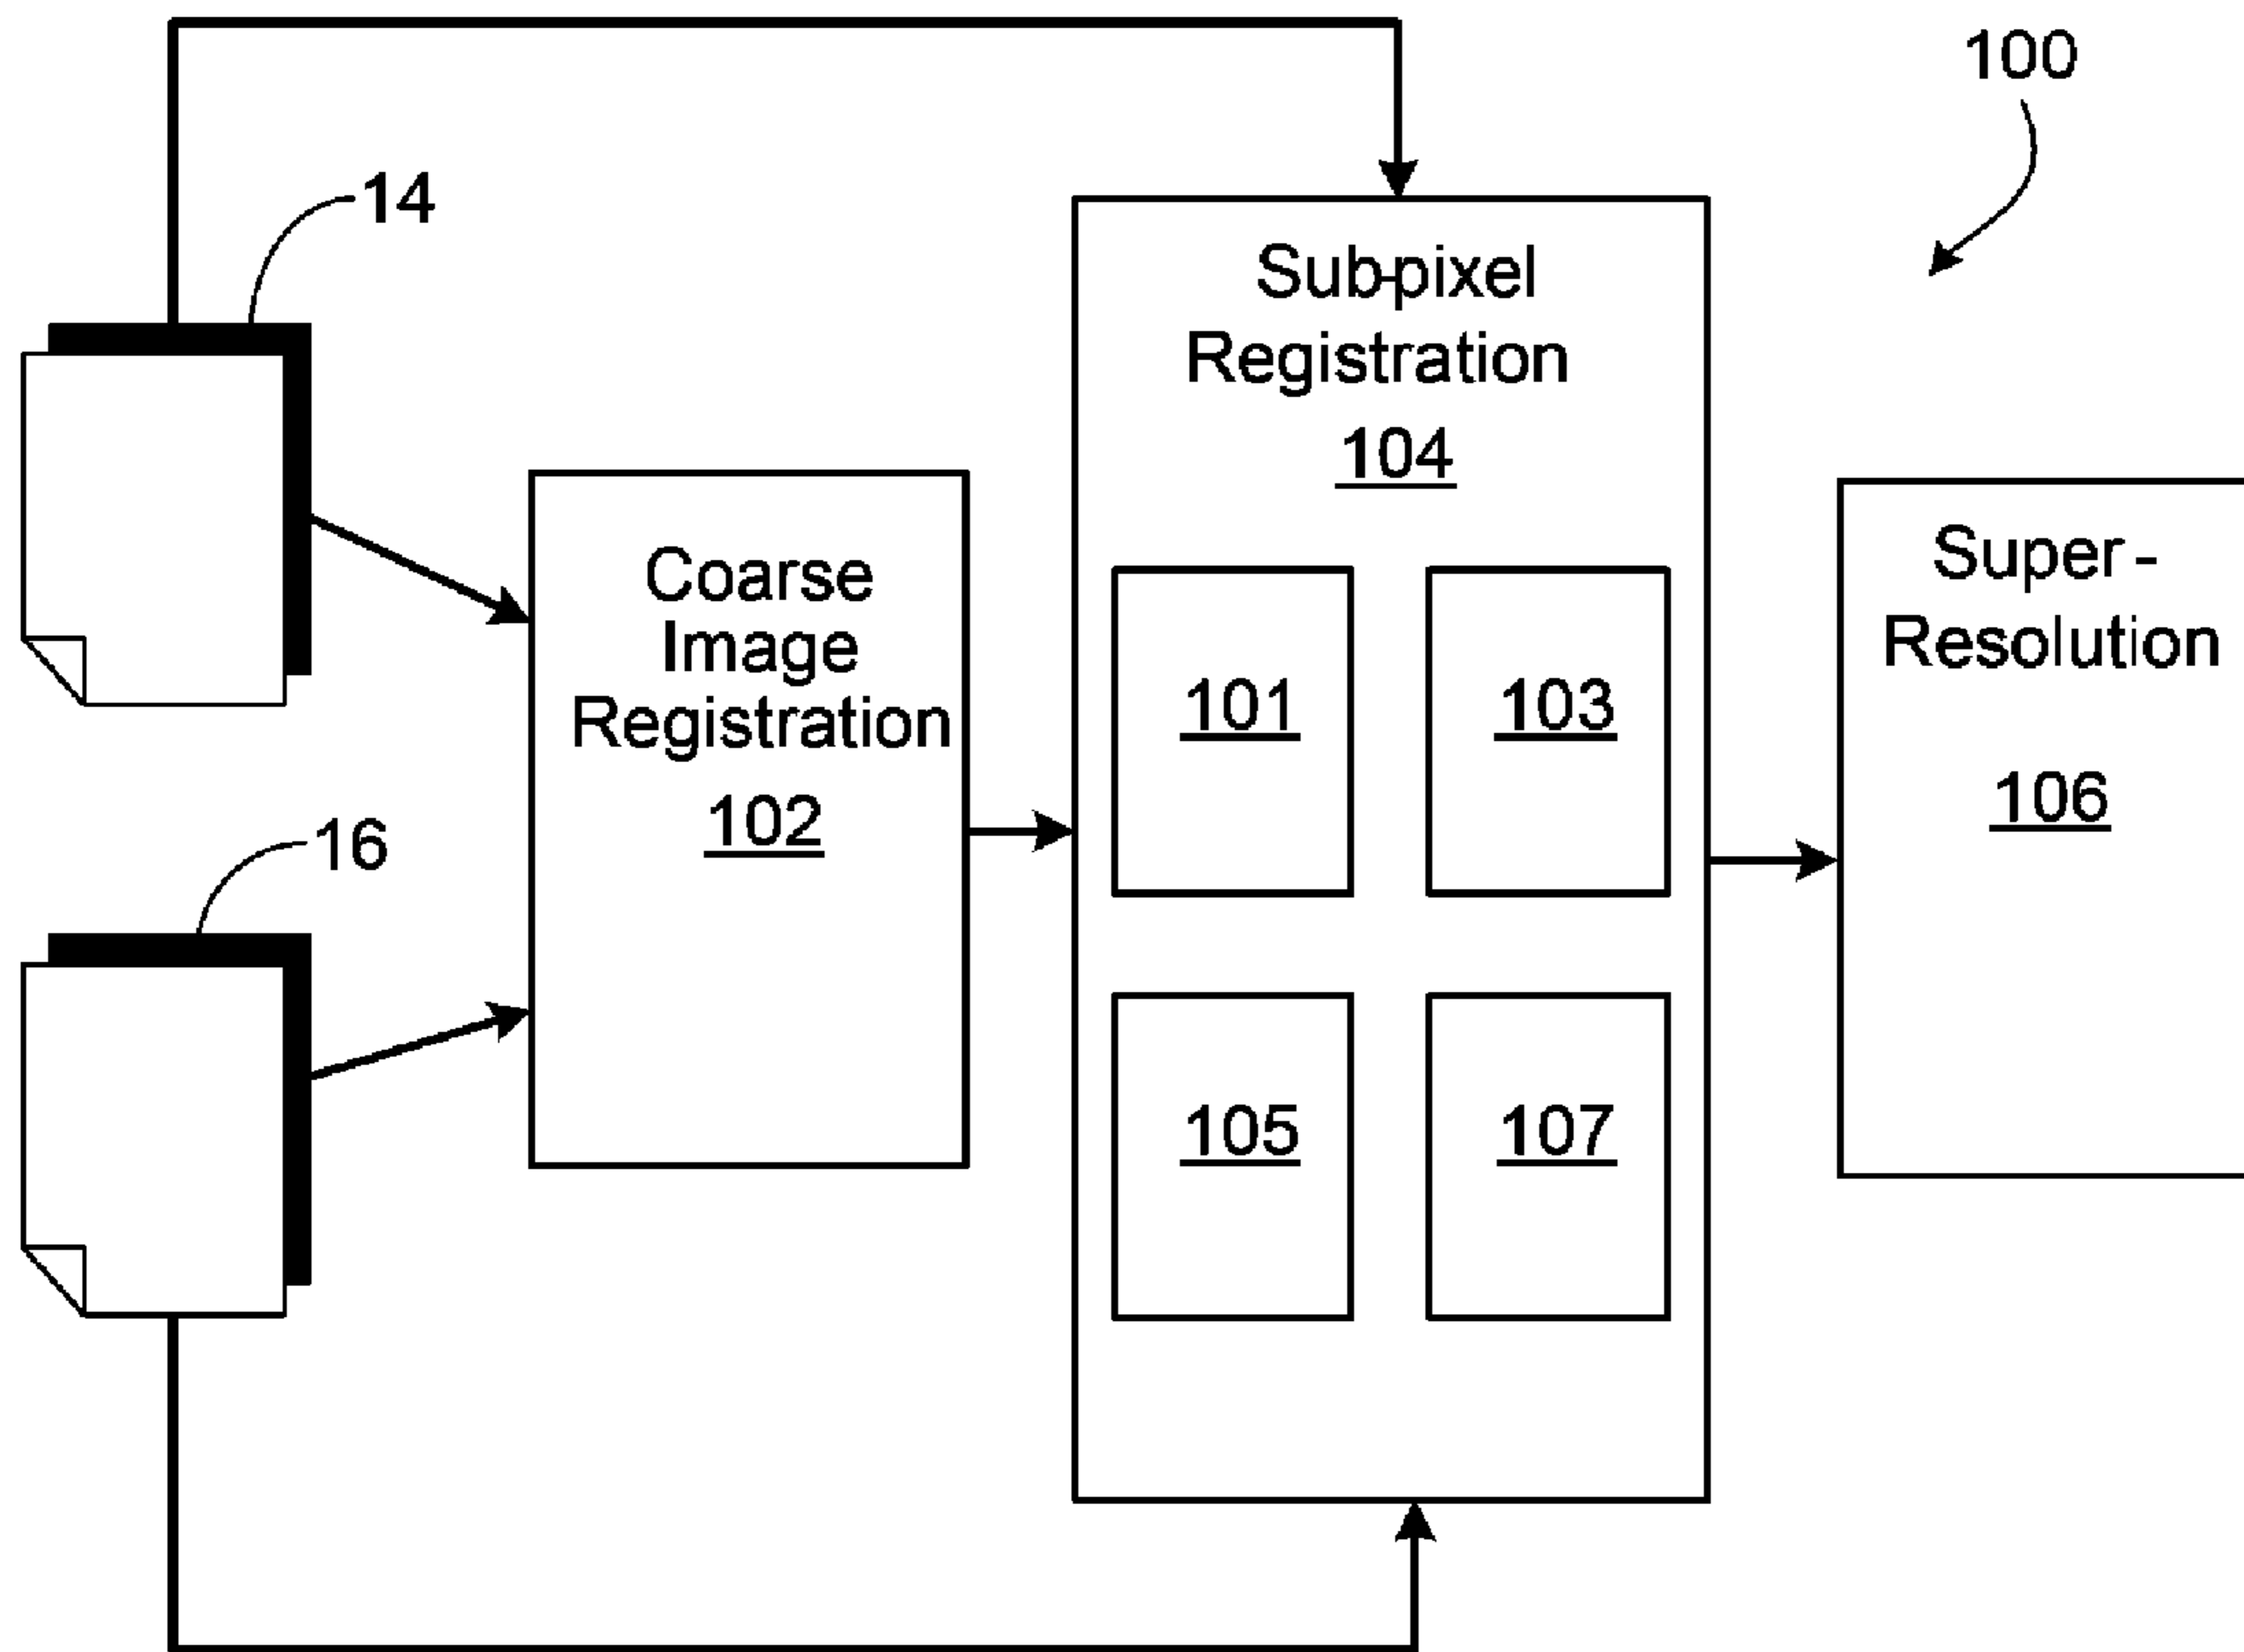 100
14
Sub-pixel
Registration
104
Coarse
Image
Registration
102
Super-
Resolution
106
101
103
16
105
107